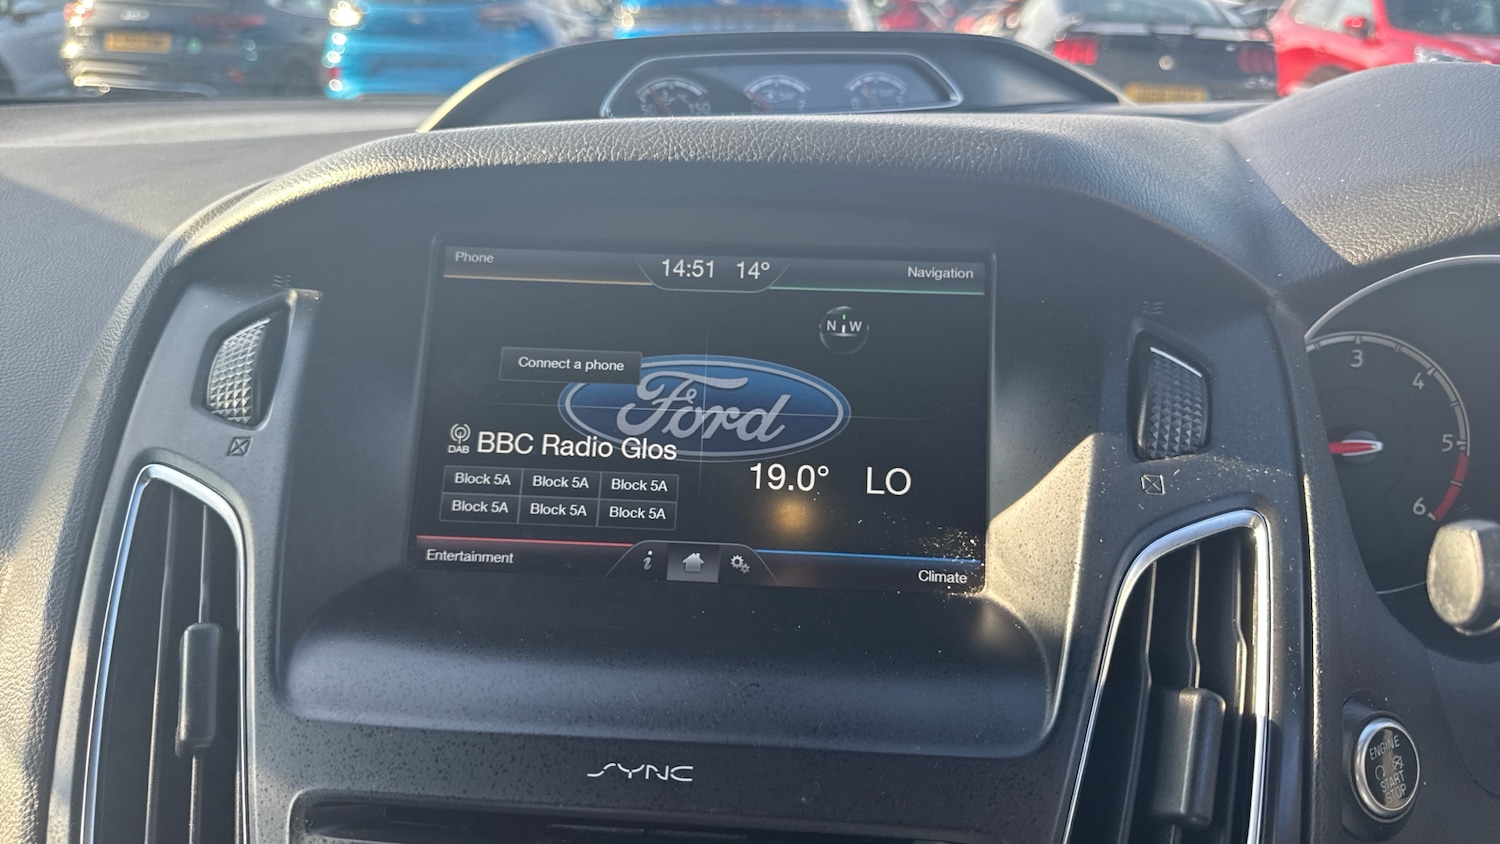 Phone
14:51 14°
Navigation
N W
Connect a phone
Ford
DAB
BBC Radio Glos
Block 5A Block 5A Block 5A
Block 5A Block 5A Block 5A
19.0° LO
Entertainment
i
Climate
SYNC
3
4
5
6
ENGINE
START
STOP